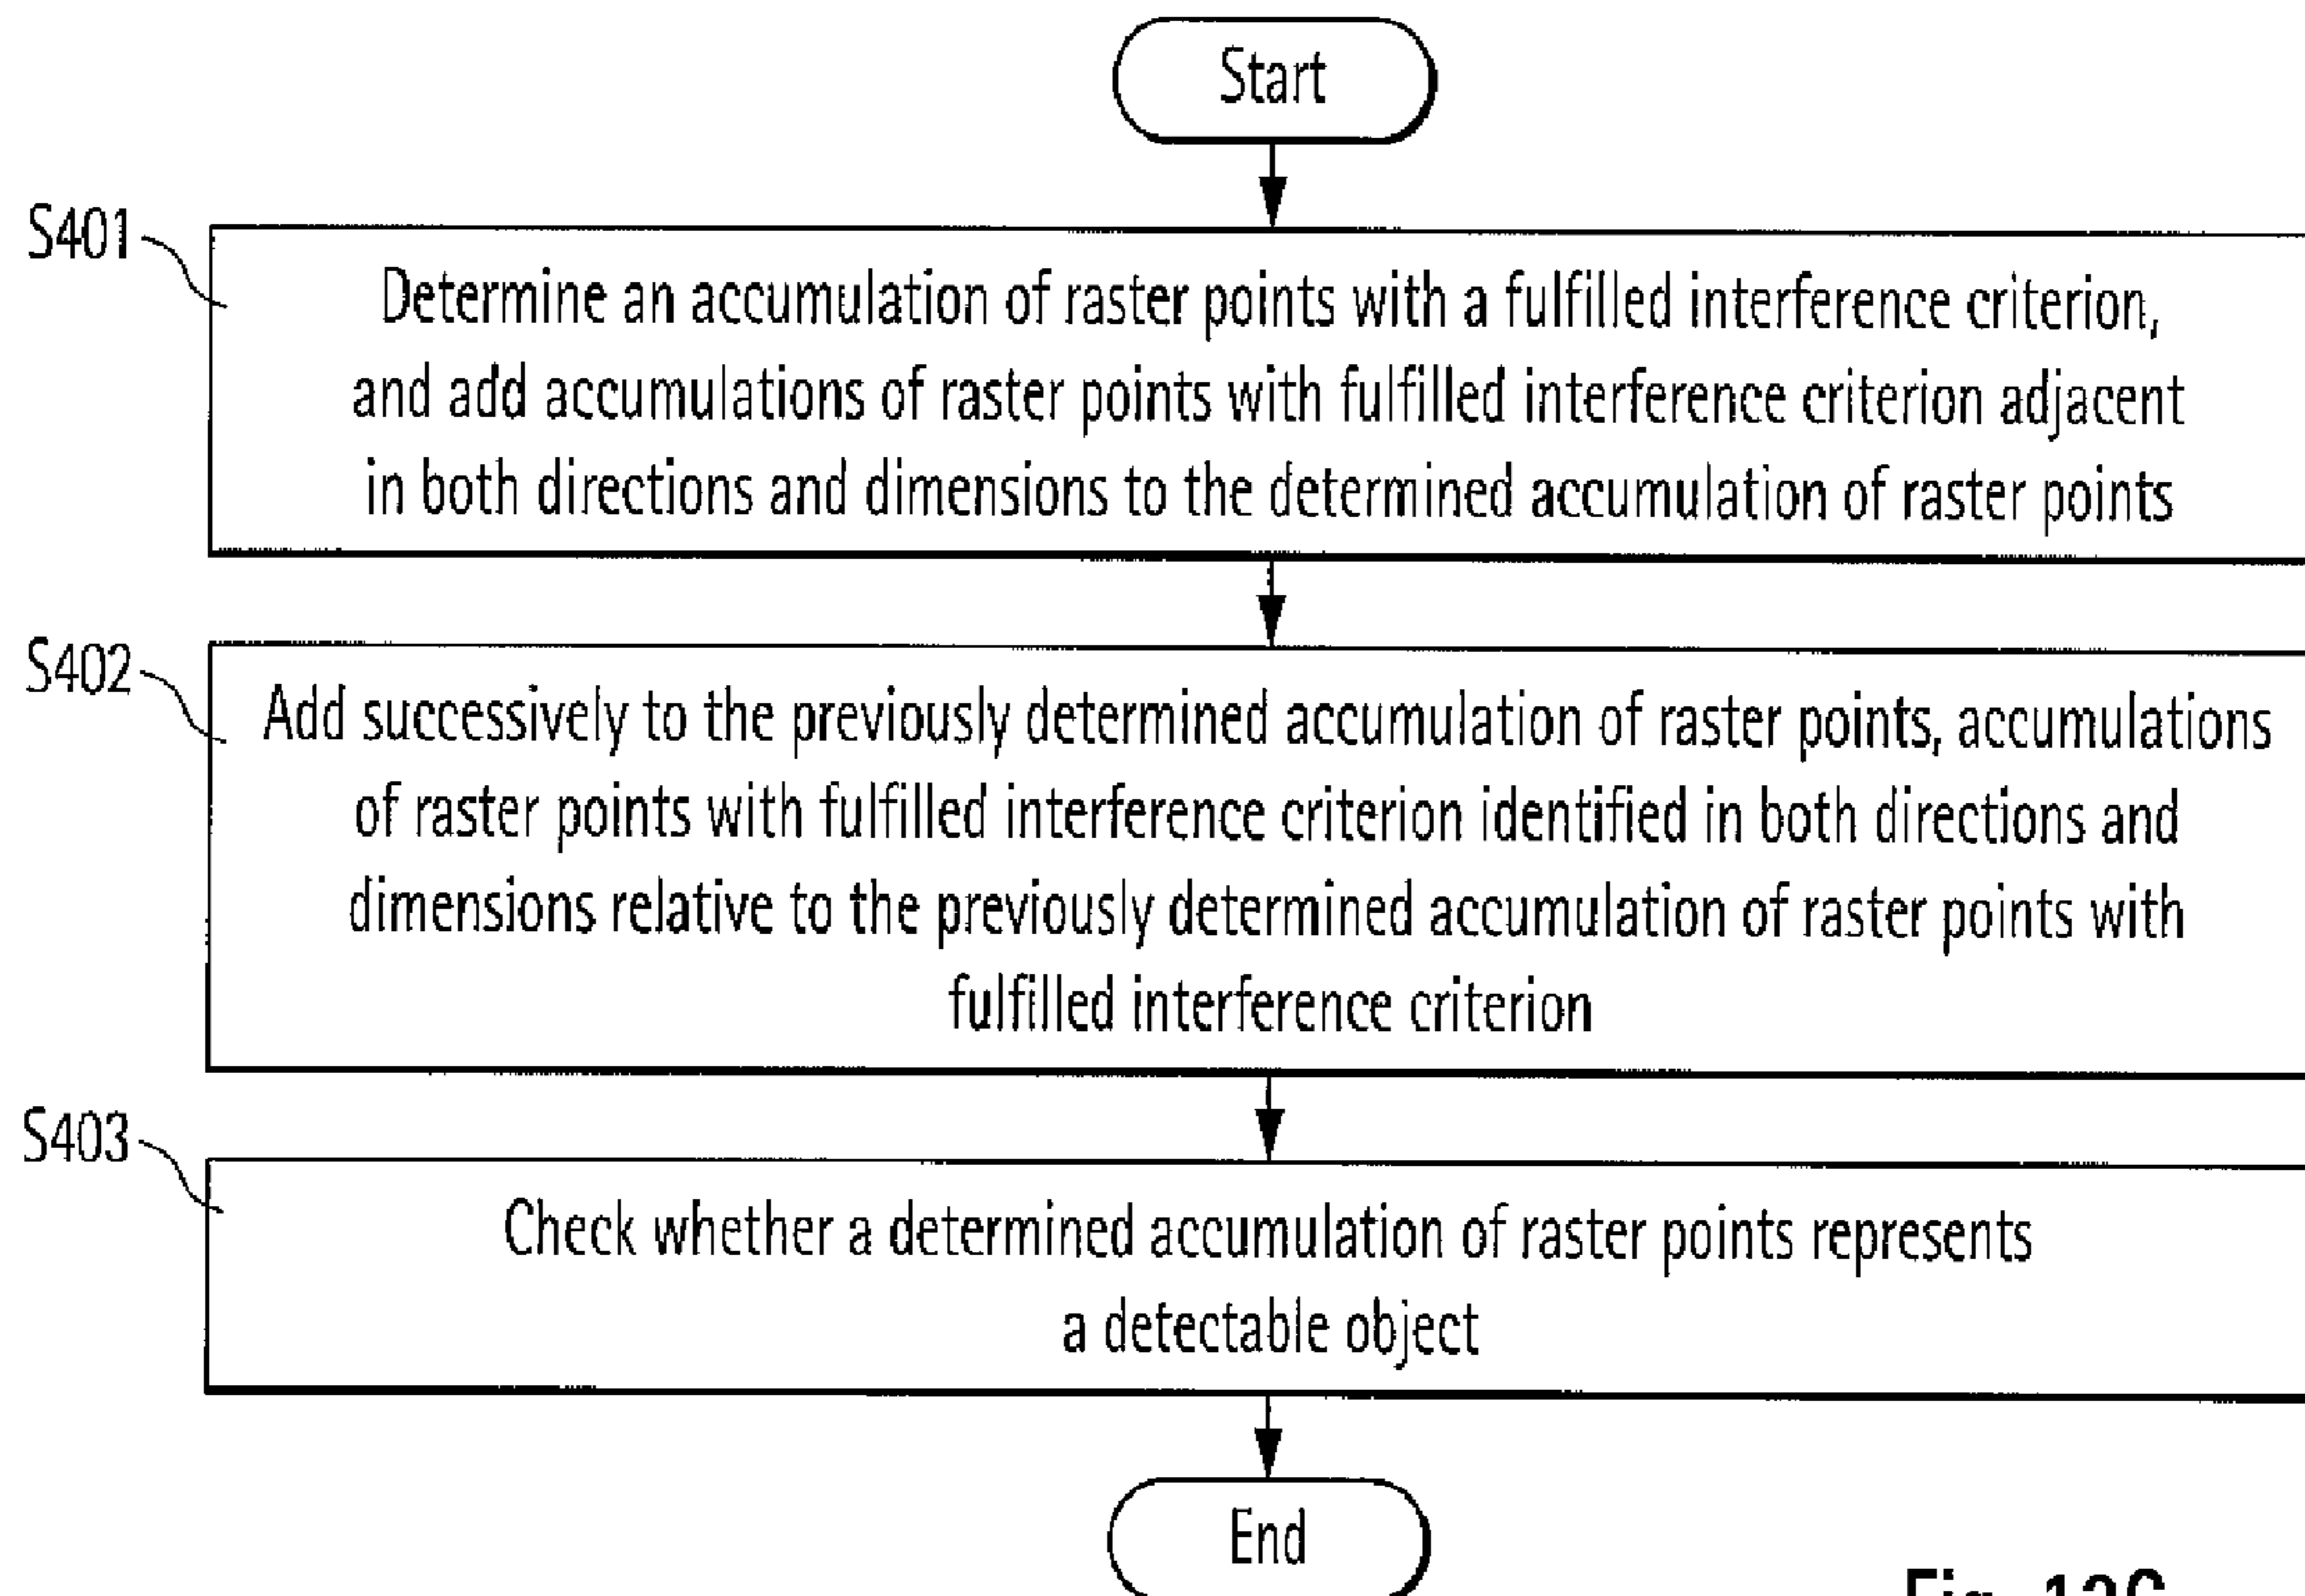 Start
S401
Determine an accumulation of raster points with a fulfilled interference criterion,
and add accumulations of raster points with fulfilled interference criterion adjacent
in both directions and dimensions to the determined accumulation of raster points
S402
Add successively to the previously determined accumulation of raster points, accumulations
of raster points with fulfilled interference criterion identified in both directions and
dimensions relative to the previously determined accumulation of raster points with
fulfilled interference criterion
S403
Check whether a determined accumulation of raster points represents
a detectable object
End
Fig.